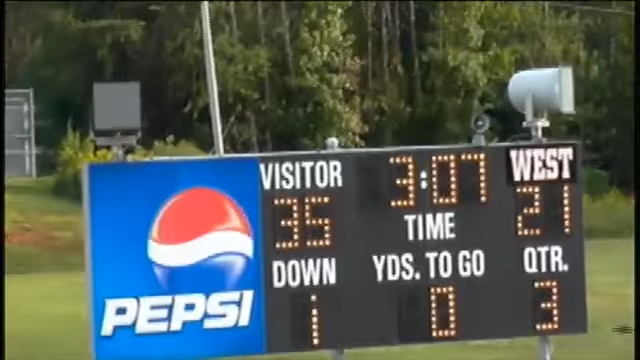 VISITOR 3:07 WEST
35 TIME 21
DOWN YDS. TO GO QTR.
1 0 3
PEPSI